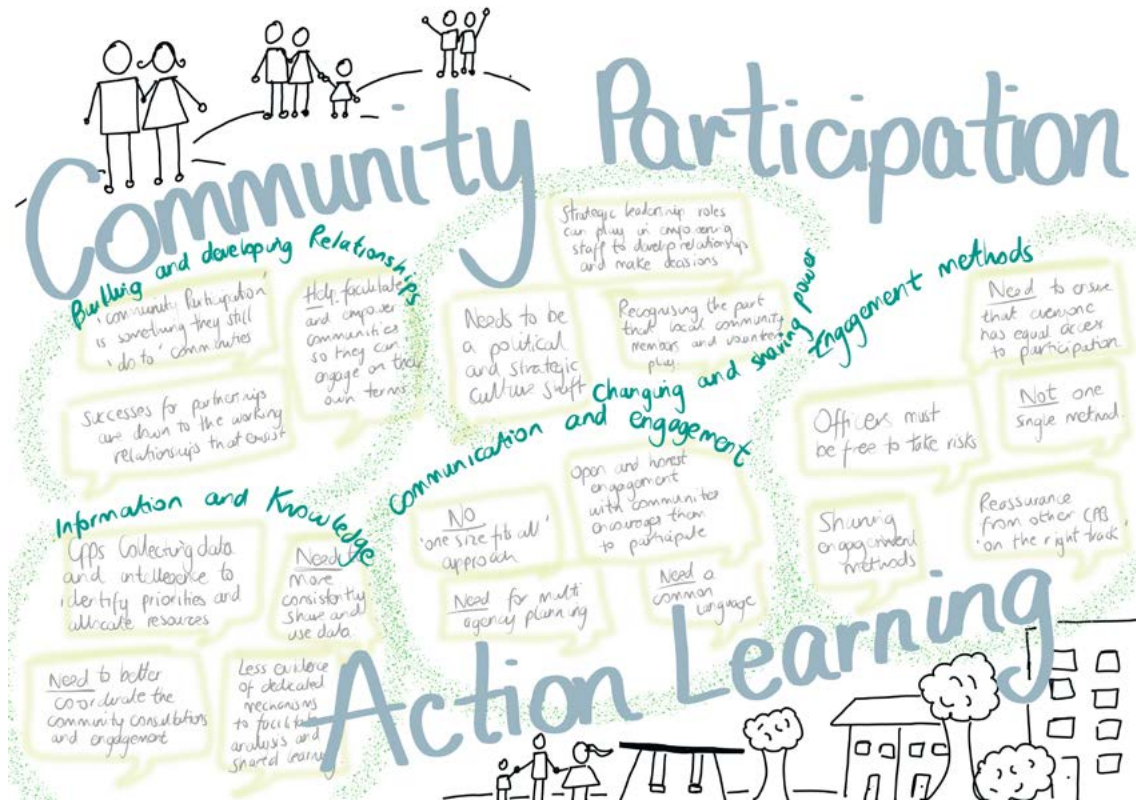 Community Participation
Builing and developing Relationships
'community Participation'
is something they still
'do to' communities
Help facilitate
and empower
communities
so they can
engage on their
own terms
Successes for partnerships
are down to the working
relationships that exist
Changing and sharing power
Strategic leadership roles
can play in empowering
staff to develop relationships
and make decisions
Needs to be
a political
and strategic
culture shift
Recognising the part
that local community
members and volunteers
play.
Engagement methods
Need to ensure
that everyone
has equal access
to participation.
Officers must
be free to take risks
Not one
single method.
Sharing
engagement
methods
Reassurance
from other CPPs
'on the right track'
Information and Knowledge
Cpps Collecting data
and intelligence to
identify priorities and
allocate resources
Need to
more
consistently
share and
use data.
Need to better
co-ordinate the
community consultations
and engagement
Less evidence
of dedicated
mechanisms
to facilitate
analysis and
shared learning
Communication and engagement
No
'one size fits all'
approach
Open and honest
engagement
with communities
encourages them
to participate
Need for multi
agency planning
Need a
common
language
Action Learning